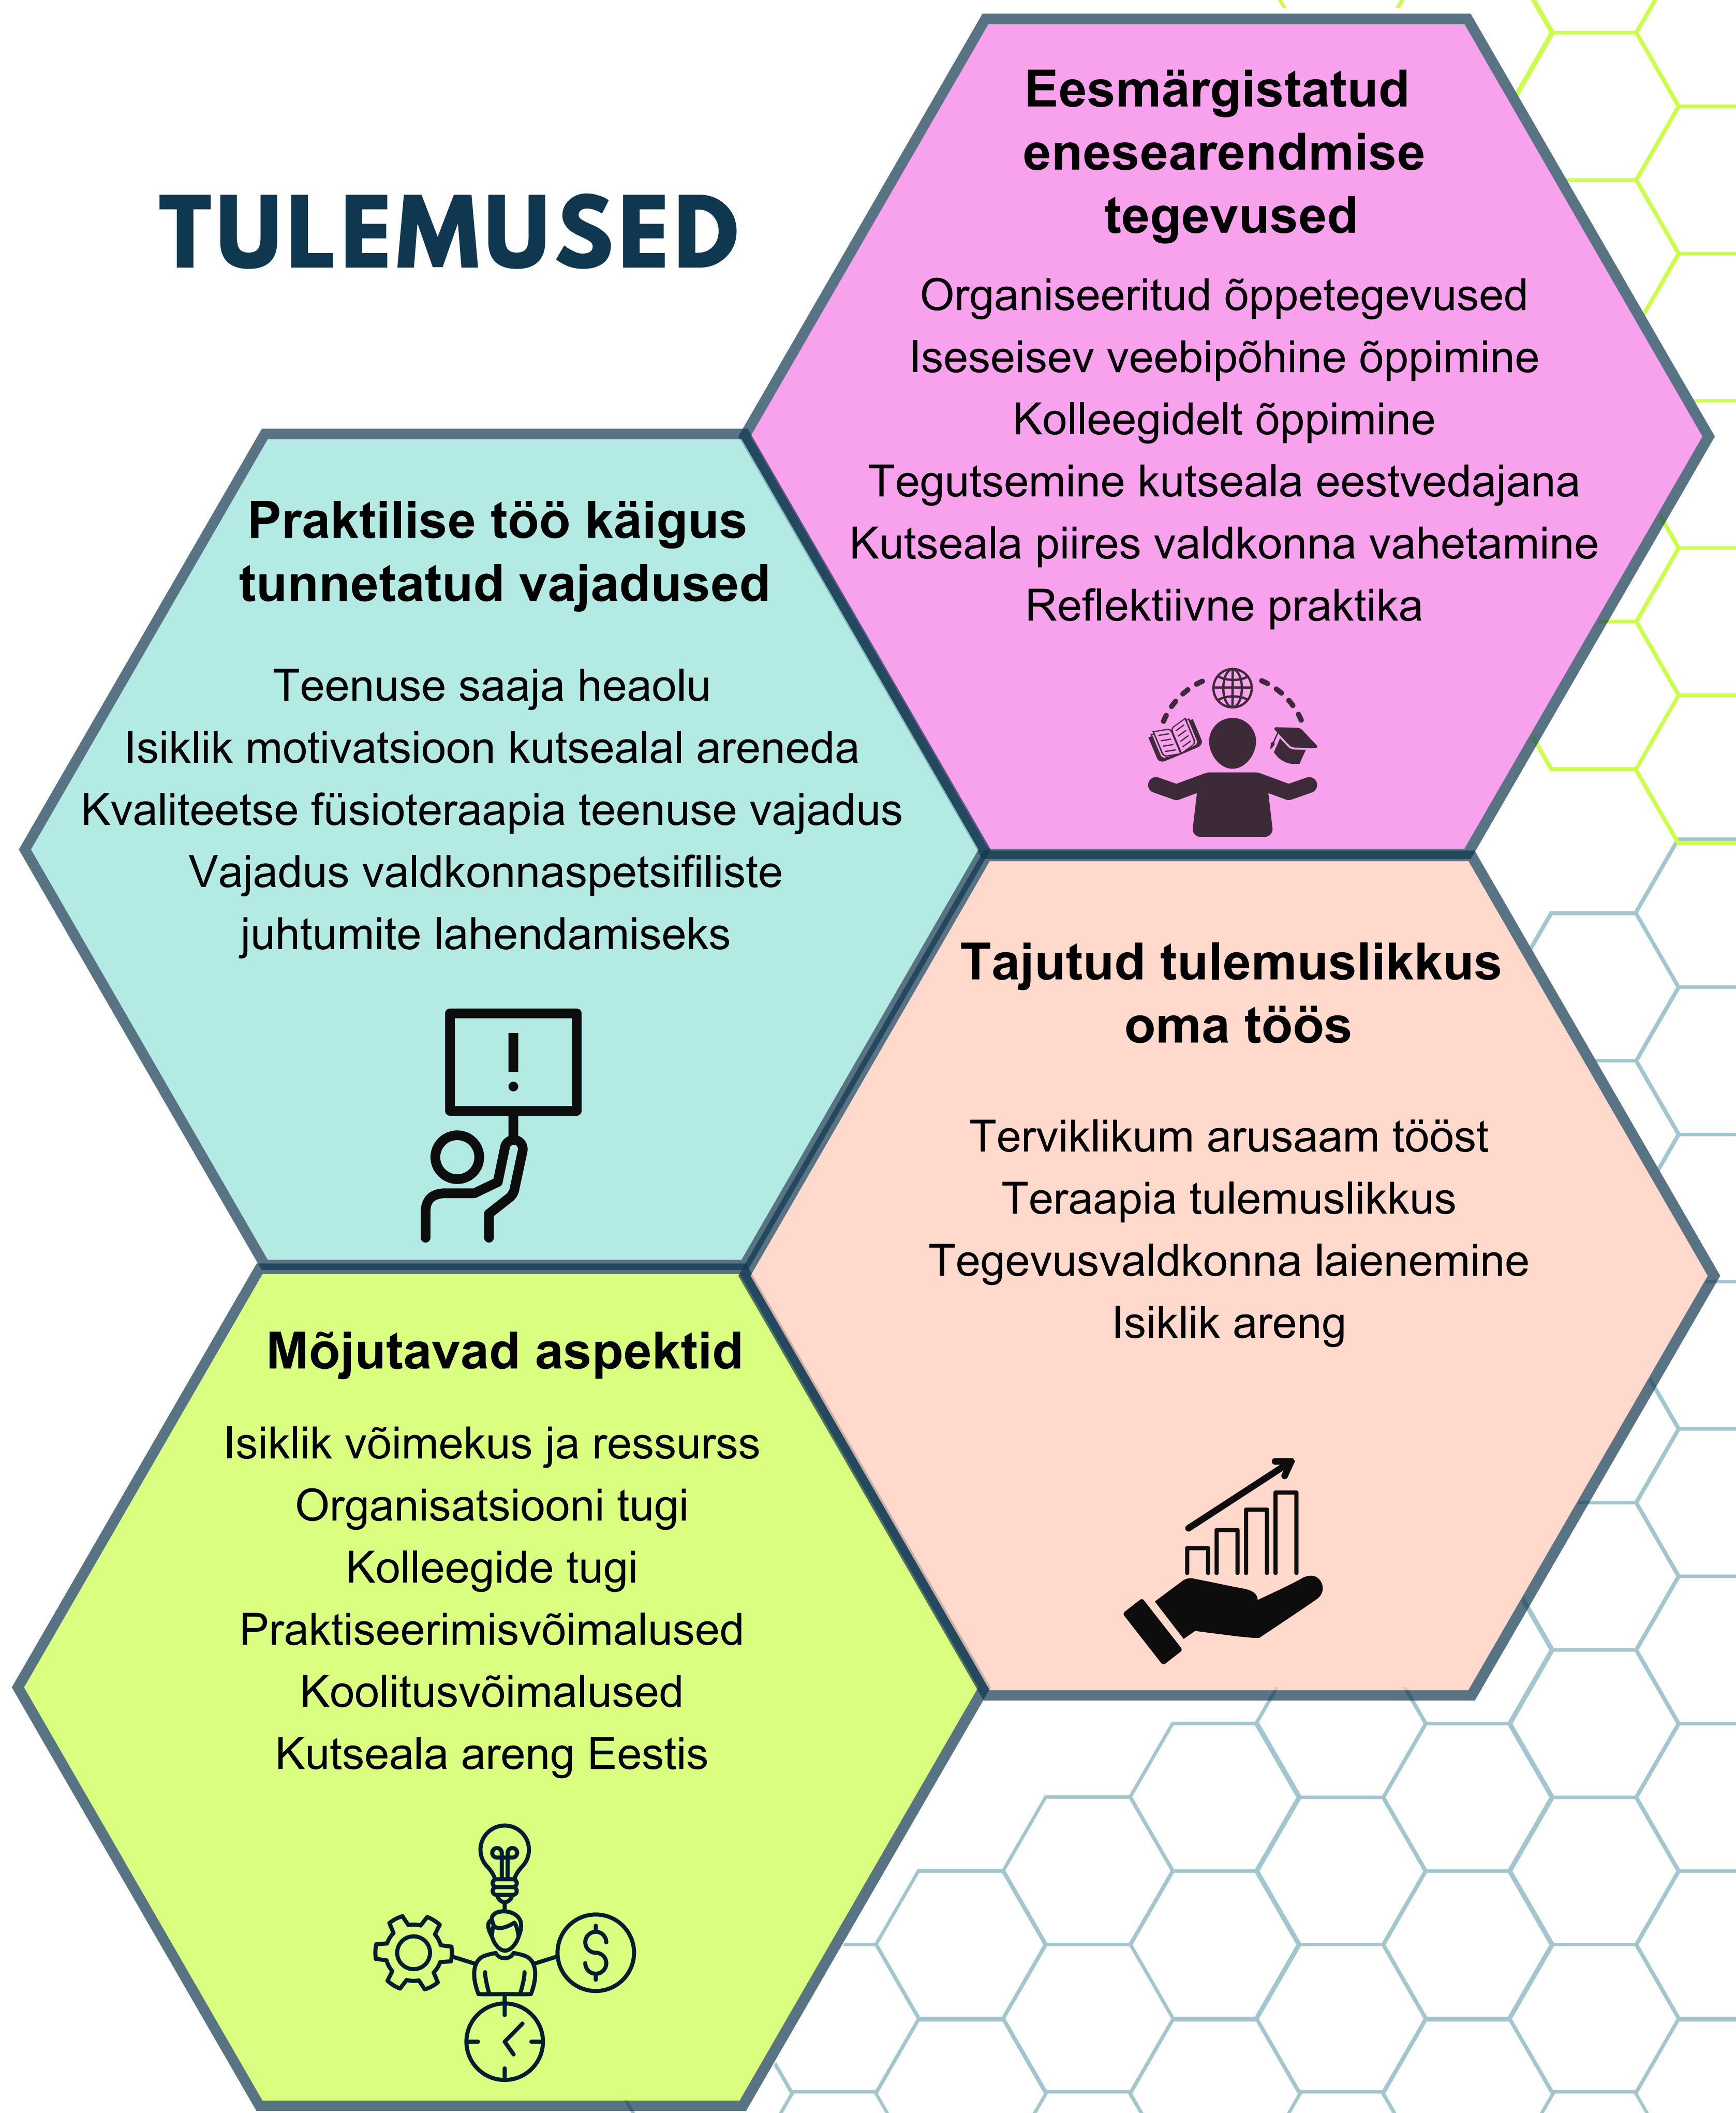 TULEMUSED
Eesmärgistatud
enesearendmise
tegevused
Organiseeritud õppetegevused
Iseseisev veebipõhine õppimine
Kolleegidelt õppimine
Tegutsemine kutseala eestvedajana
Kutseala piires valdkonna vahetamine
Reflektiivne praktika
Praktilise töö käigus
tunnetatud vajadused
Teenuse saaja heaolu
Isiklik motivatsioon kutsealal areneda
Kvaliteetse füsioteraapia teenuse vajadus
Vajadus valdkonnaspetsifiliste
juhtumite lahendamiseks
!
Tajutud tulemuslikkus
oma töös
Terviklikum arusaam tööst
Teraapia tulemuslikkus
Tegevusvaldkonna laienemine
Isiklik areng
Mõjutavad aspektid
Isiklik võimekus ja ressurss
Organisatsiooni tugi
Kolleegide tugi
Praktiseerimisvõimalused
Koolitusvõimalused
Kutseala areng Eestis
$